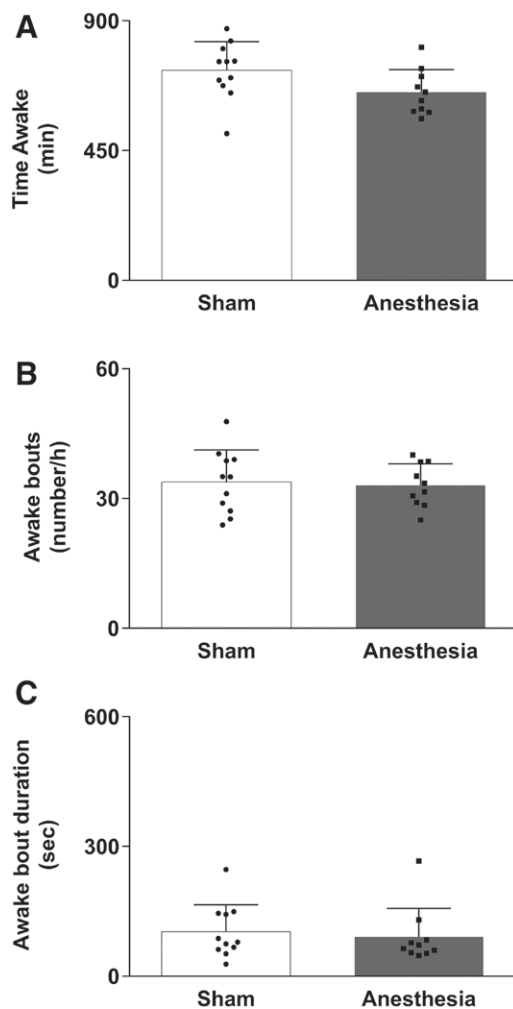 A
Time Awake
(min)
900
450
0
Sham Anesthesia
B
Awake bouts
(number/h)
60
30
0
Sham Anesthesia
C
Awake bout duration
(sec)
600
300
0
Sham Anesthesia